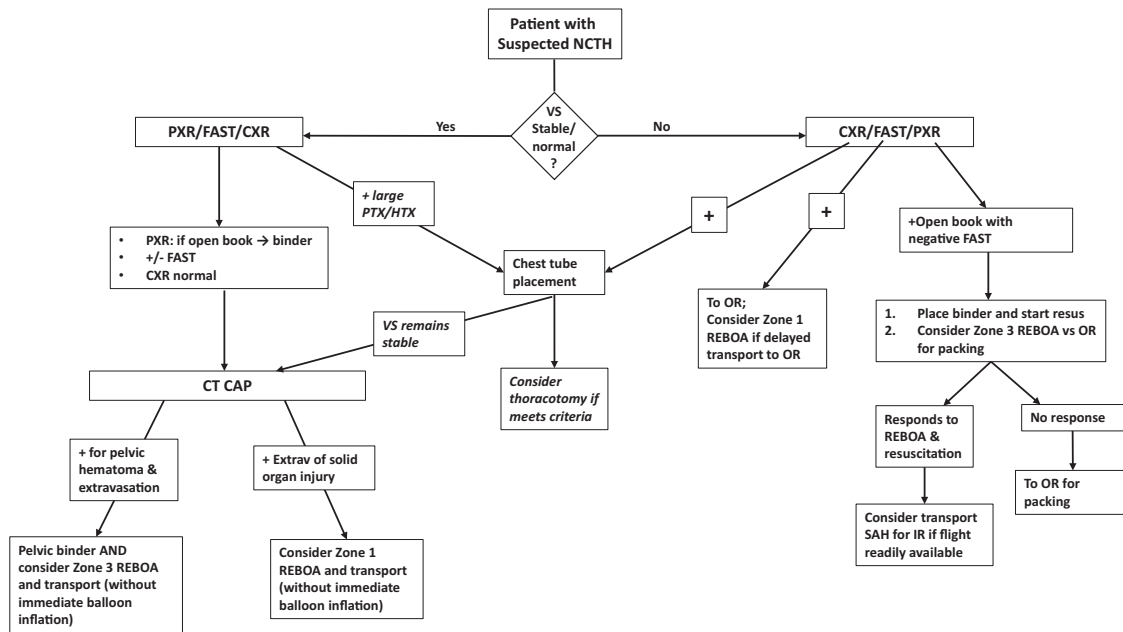 Patient with
Suspected NCTH
VS
Stable/
normal
?
Yes
No
PXR/FAST/CXR
CXR/FAST/PXR
+ large
PTX/HTX
+
+
+Open book with
negative FAST
• PXR: if open book → binder
• +/- FAST
• CXR normal
Chest tube
placement
To OR;
Consider Zone 1
REBOA if delayed
transport to OR
1. Place binder and start resus
2. Consider Zone 3 REBOA vs OR
for packing
VS remains
stable
CT CAP
Consider
thoracotomy if
meets criteria
Responds to
REBOA &
resuscitation
No response
+ for pelvic
hematoma &
extravasation
+ Extrav of solid
organ injury
To OR for
packing
Consider transport
SAH for IR if flight
readily available
Pelvic binder AND
consider Zone 3 REBOA
and transport (without
immediate balloon
inflation)
Consider Zone 1
REBOA and transport
(without immediate
balloon inflation)